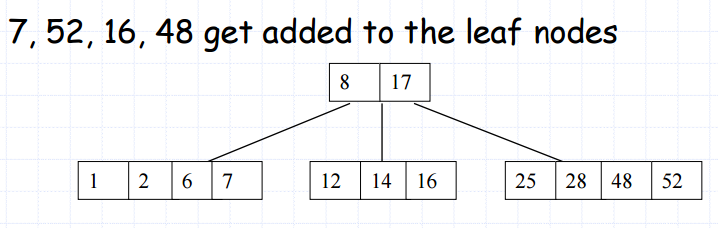 7, 52, 16, 48 get added to the leaf nodes
8 17
1 2 6 7 12 14 16 25 28 48 52